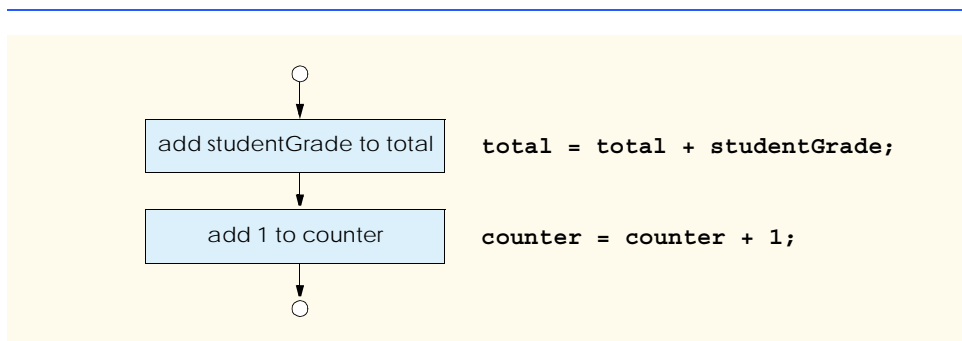 add studentGrade to total total = total + studentGrade;
add 1 to counter counter = counter + 1;